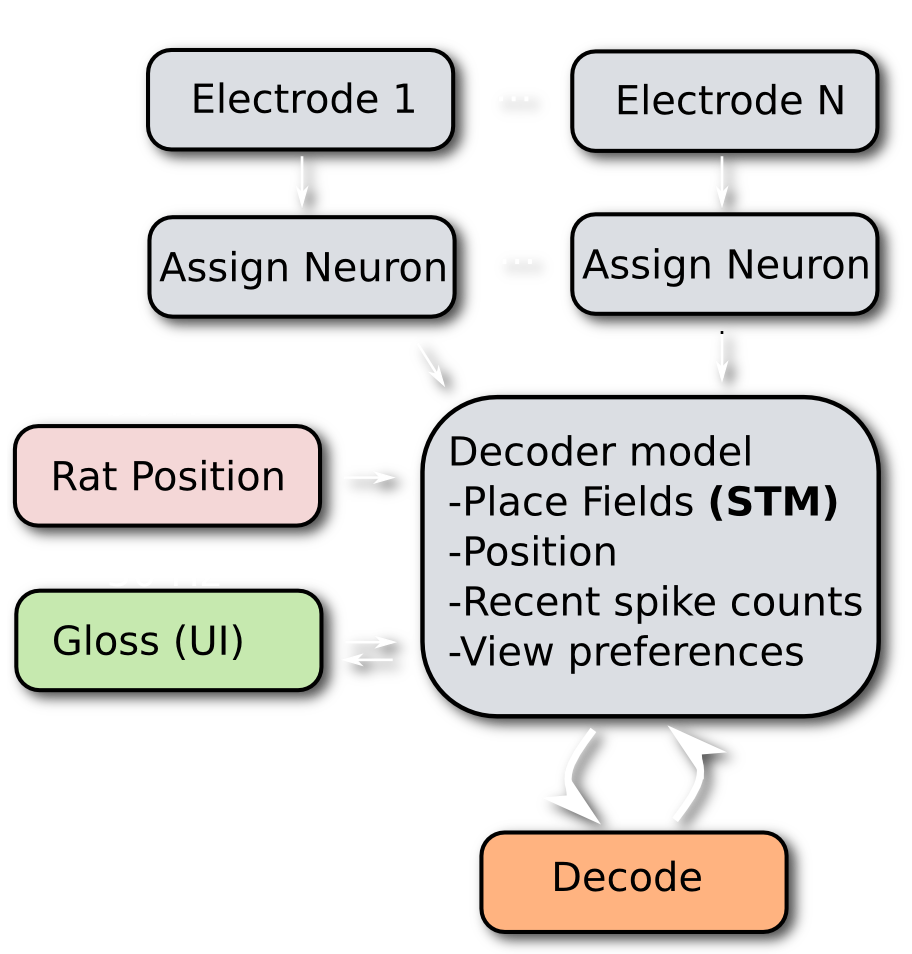 Electrode 1
...
Electrode N
Assign Neuron
...
Assign Neuron
Rat Position
Decoder model
-Place Fields (STM)
-Position
-Recent spike counts
-View preferences
Gloss (UI)
Decode